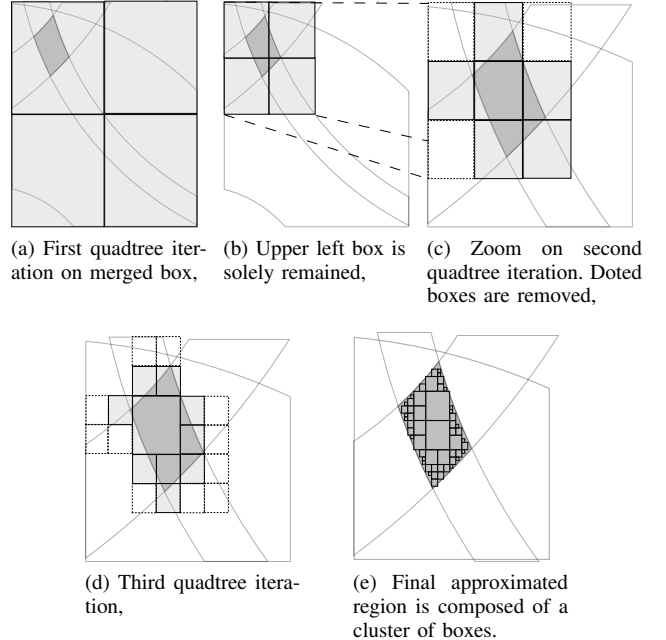 (a) First quadtree iter-
ation on merged box,
(b) Upper left box is
solely remained,
(c) Zoom on second
quadtree iteration. Doted
boxes are removed,
(d) Third quadtree itera-
tion,
(e) Final approximated
region is composed of a
cluster of boxes.